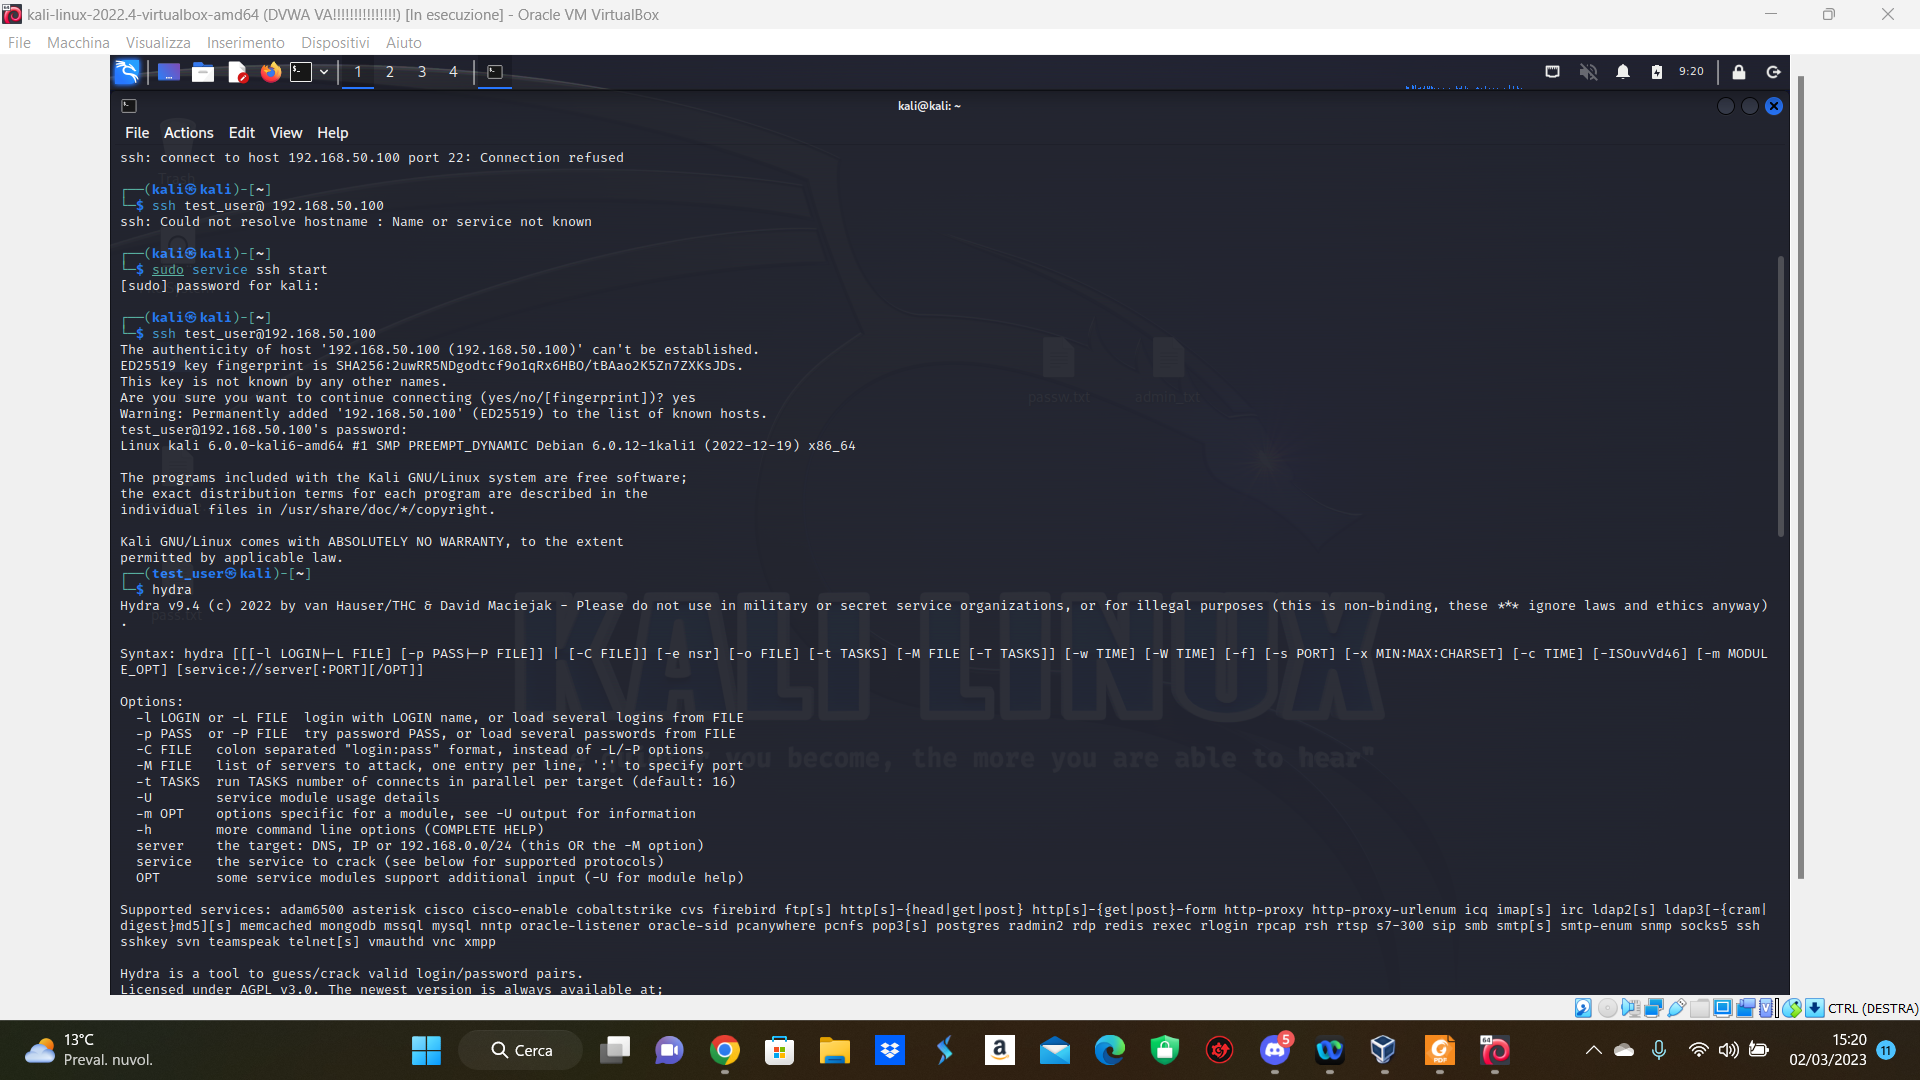 kali-linux-2022.4-virtualbox-amd64 (DVWA VA!!!!!!!!!!!!!!!) [In esecuzione] - Oracle VM VirtualBox
File Macchina Visualizza Inserimento Dispositivi Aiuto
1 2 3 4
9:20
kali@kali: ~
File Actions Edit View Help
ssh: connect to host 192.168.50.100 port 22: Connection refused
Trash
┌──(kali㉿kali)-[~]
└─$ ssh test_user@ 192.168.50.100
ssh: Could not resolve hostname : Name or service not known
┌──(kali㉿kali)-[~]
└─$ sudo service ssh start
[sudo] password for kali:
┌──(kali㉿kali)-[~]
└─$ ssh test_user@192.168.50.100
The authenticity of host '192.168.50.100 (192.168.50.100)' can't be established.
ED25519 key fingerprint is SHA256:2uwRR5NDgodtcf9o1qRx6HBO/tBAao2K5Zn7ZXKsJDs.
This key is not known by any other names.
Are you sure you want to continue connecting (yes/no/[fingerprint])? yes
passw.txt admin_txt
Warning: Permanently added '192.168.50.100' (ED25519) to the list of known hosts.
test_user@192.168.50.100's password:
Linux kali 6.0.0-kali6-amd64 #1 SMP PREEMPT_DYNAMIC Debian 6.0.12-1kali1 (2022-12-19) x86_64
The programs included with the Kali GNU/Linux system are free software;
the exact distribution terms for each program are described in the
individual files in /usr/share/doc/*/copyright.
Kali GNU/Linux comes with ABSOLUTELY NO WARRANTY, to the extent
permitted by applicable law.
┌──(test_user㉿kali)-[~]
└─$ hydra
Hydra v9.4 (c) 2022 by van Hauser/THC & David Maciejak - Please do not use in military or secret service organizations, or for illegal purposes (this is non-binding, these *** ignore laws and ethics anyway)
.
pass.txt
KALI LINUX
Syntax: hydra [[[-l LOGIN|-L FILE] [-p PASS|-P FILE]] | [-C FILE]] [-e nsr] [-o FILE] [-t TASKS] [-M FILE [-T TASKS]] [-w TIME] [-W TIME] [-f] [-s PORT] [-x MIN:MAX:CHARSET] [-c TIME] [-ISOuvVd46] [-m MODUL
E_OPT] [service://server[:PORT][/OPT]]
Options:
-l LOGIN or -L FILE login with LOGIN name, or load several logins from FILE
-p PASS or -P FILE try password PASS, or load several passwords from FILE
-C FILE colon separated "login:pass" format, instead of -L/-P options
you become, the more you are able to hear"
-M FILE list of servers to attack, one entry per line, ':' to specify port
-t TASKS run TASKS number of connects in parallel per target (default: 16)
-U service module usage details
-m OPT options specific for a module, see -U output for information
-h more command line options (COMPLETE HELP)
server the target: DNS, IP or 192.168.0.0/24 (this OR the -M option)
service the service to crack (see below for supported protocols)
OPT some service modules support additional input (-U for module help)
Supported services: adam6500 asterisk cisco cisco-enable cobaltstrike cvs firebird ftp[s] http[s]-{head|get|post} http[s]-{get|post}-form http-proxy http-proxy-urlenum icq imap[s] irc ldap2[s] ldap3[-{cram|
digest}md5][s] memcached mongodb mssql mysql nntp oracle-listener oracle-sid pcanywhere pcnfs pop3[s] postgres radmin2 rdp redis rexec rlogin rpcap rsh rtsp s7-300 sip smb smtp[s] smtp-enum snmp socks5 ssh
sshkey svn teamspeak telnet[s] vmauthd vnc xmpp
Hydra is a tool to guess/crack valid login/password pairs.
Licensed under AGPL v3.0. The newest version is always available at;
CTRL (DESTRA)
13°C
Preval. nuvol.
Cerca
5
15:20
02/03/2023
11